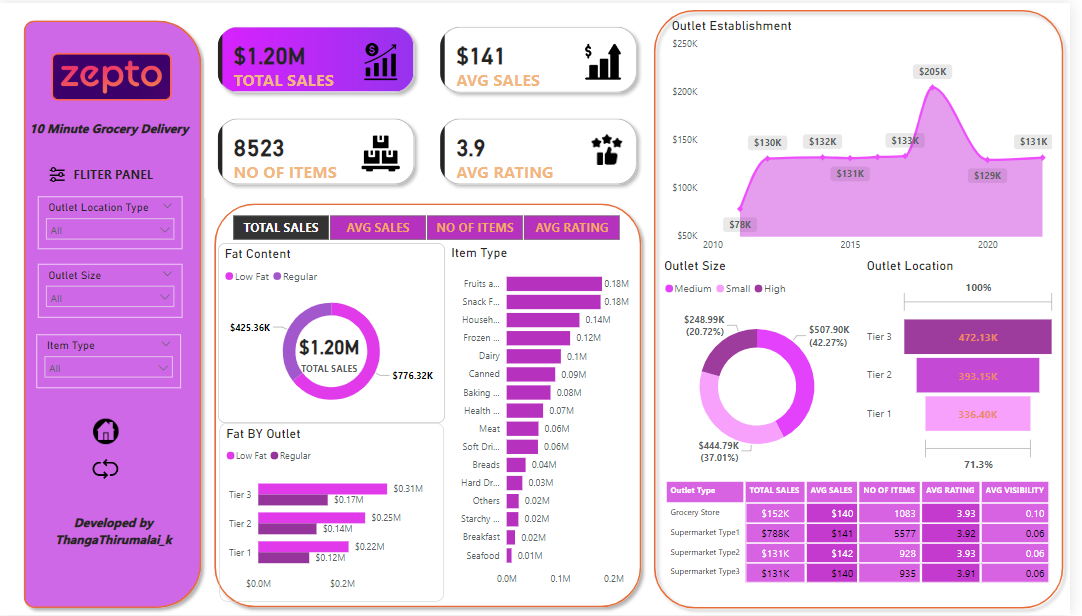 zepto
10 Minute Grocery Delivery
FLITER PANEL
Outlet Location Type
All
Outlet Size
All
Item Type
All
Developed by
ThangaThirumalai_k
$1.20M
TOTAL SALES
$141
AVG SALES
8523
NO OF ITEMS
3.9
AVG RATING
TOTAL SALES AVG SALES NO OF ITEMS AVG RATING
Fat Content
Low Fat Regular
$425.36K
$1.20M
TOTAL SALES
$776.32K
Fat BY Outlet
Low Fat Regular
Tier 3 $0.31M
$0.17M
Tier 2 $0.25M
$0.14M
Tier 1 $0.22M
$0.12M
$0.0M $0.2M
Item Type
Fruits a... 0.18M
Snack F... 0.18M
Househ... 0.14M
Frozen ... 0.12M
Dairy 0.1M
Canned 0.09M
Baking ... 0.08M
Health ... 0.07M
Meat 0.06M
Soft Dri... 0.06M
Breads 0.04M
Hard Dr... 0.03M
Others 0.02M
Starchy ... 0.02M
Breakfast 0.02M
Seafood 0.01M
0.0M 0.1M 0.2M
Outlet Establishment
$250K
$200K
$150K
$100K
$50K
$78K
$130K
$132K
$131K
$133K
$205K
$129K
$131K
2010 2015 2020
Outlet Size
Medium Small High
$248.99K
(20.72%)
$507.90K
(42.27%)
$444.79K
(37.01%)
Outlet Location
100%
Tier 3 472.13K
Tier 2 393.15K
Tier 1 336.40K
71.3%
Outlet Type TOTAL SALES AVG SALES NO OF ITEMS AVG RATING AVG VISIBILITY
Grocery Store $152K $140 1083 3.93 0.10
Supermarket Type1 $788K $141 5577 3.92 0.06
Supermarket Type2 $131K $142 928 3.93 0.06
Supermarket Type3 $131K $140 935 3.91 0.06